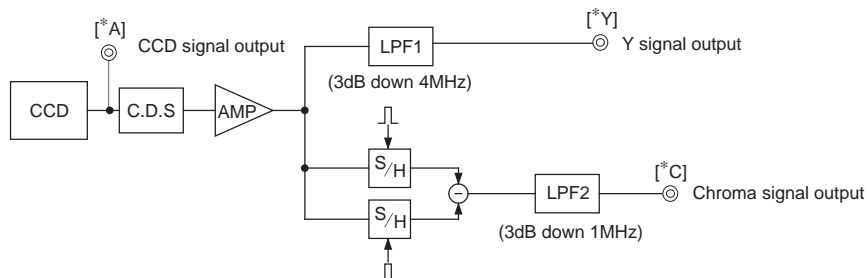 [*A]
CCD signal output
[*Y]
LPF1
Y signal output
(3dB down 4MHz)
CCD
C.D.S
AMP
S/H
[*C]
LPF2
Chroma signal output
S/H
(3dB down 1MHz)